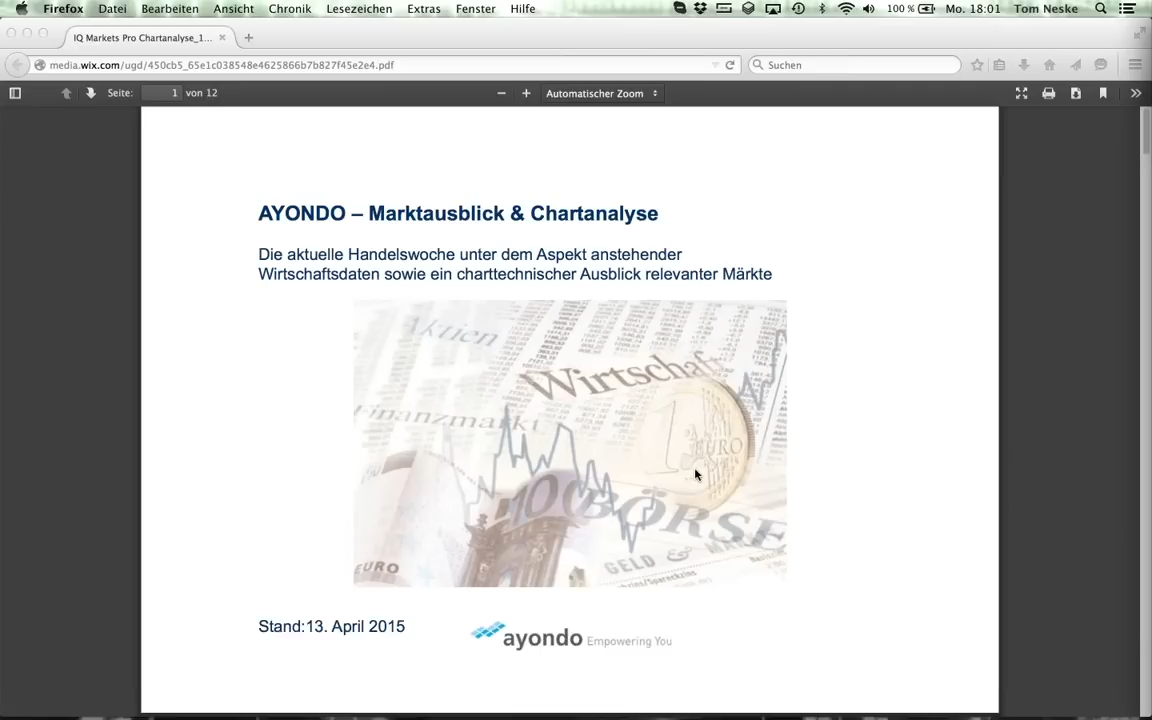 Firefox Datei Bearbeiten Ansicht Chronik Lesezeichen Extras Fenster Hilfe 100 % Mo. 18:01 Tom Neske
IQ Markets Pro Chartanalyse_1...
media.wix.com/ugd/450cb5_65e1c038548e4625866b7b827f45e2e4.pdf Suchen
Seite: 1 von 12 Automatischer Zoom
AYONDO – Marktausblick & Chartanalyse
Die aktuelle Handelswoche unter dem Aspekt anstehender
Wirtschaftsdaten sowie ein charttechnischer Ausblick relevanter Märkte
Aktien
Wirtschaft
Finanzmarkt
1 EURO
100 BÖRSE
GELD &
EURO
Stand:13. April 2015
ayondo Empowering You